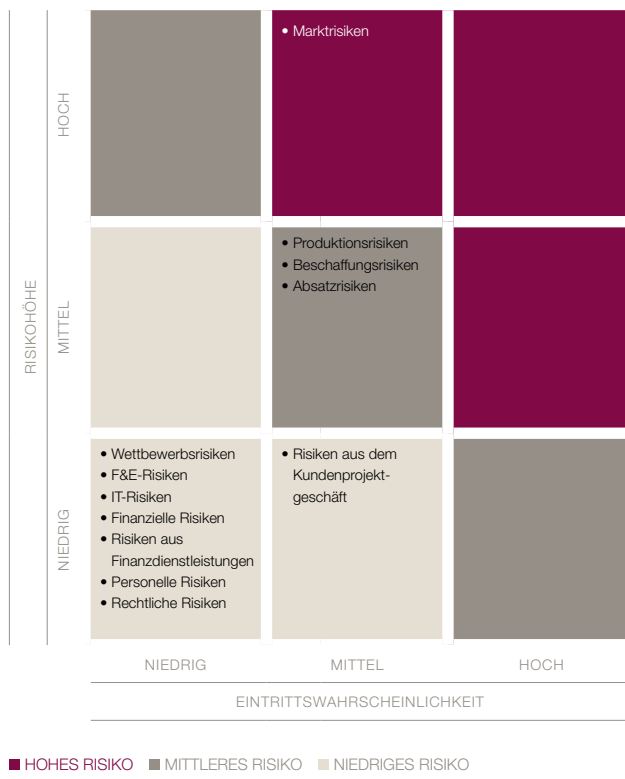 RISIKOHÖHE
HOCH
• Marktrisiken
MITTEL
• Produktionsrisiken
• Beschaffungsrisiken
• Absatzrisiken
NIEDRIG
• Wettbewerbsrisiken
• F&E-Risiken
• IT-Risiken
• Finanzielle Risiken
• Risiken aus
Finanzdienstleistungen
• Personelle Risiken
• Rechtliche Risiken
• Risiken aus dem
Kundenprojekt-
geschäft
NIEDRIG
MITTEL
HOCH
EINTRITTSWAHRSCHEINLICHKEIT
HOHES RISIKO
MITTLERES RISIKO
NIEDRIGES RISIKO